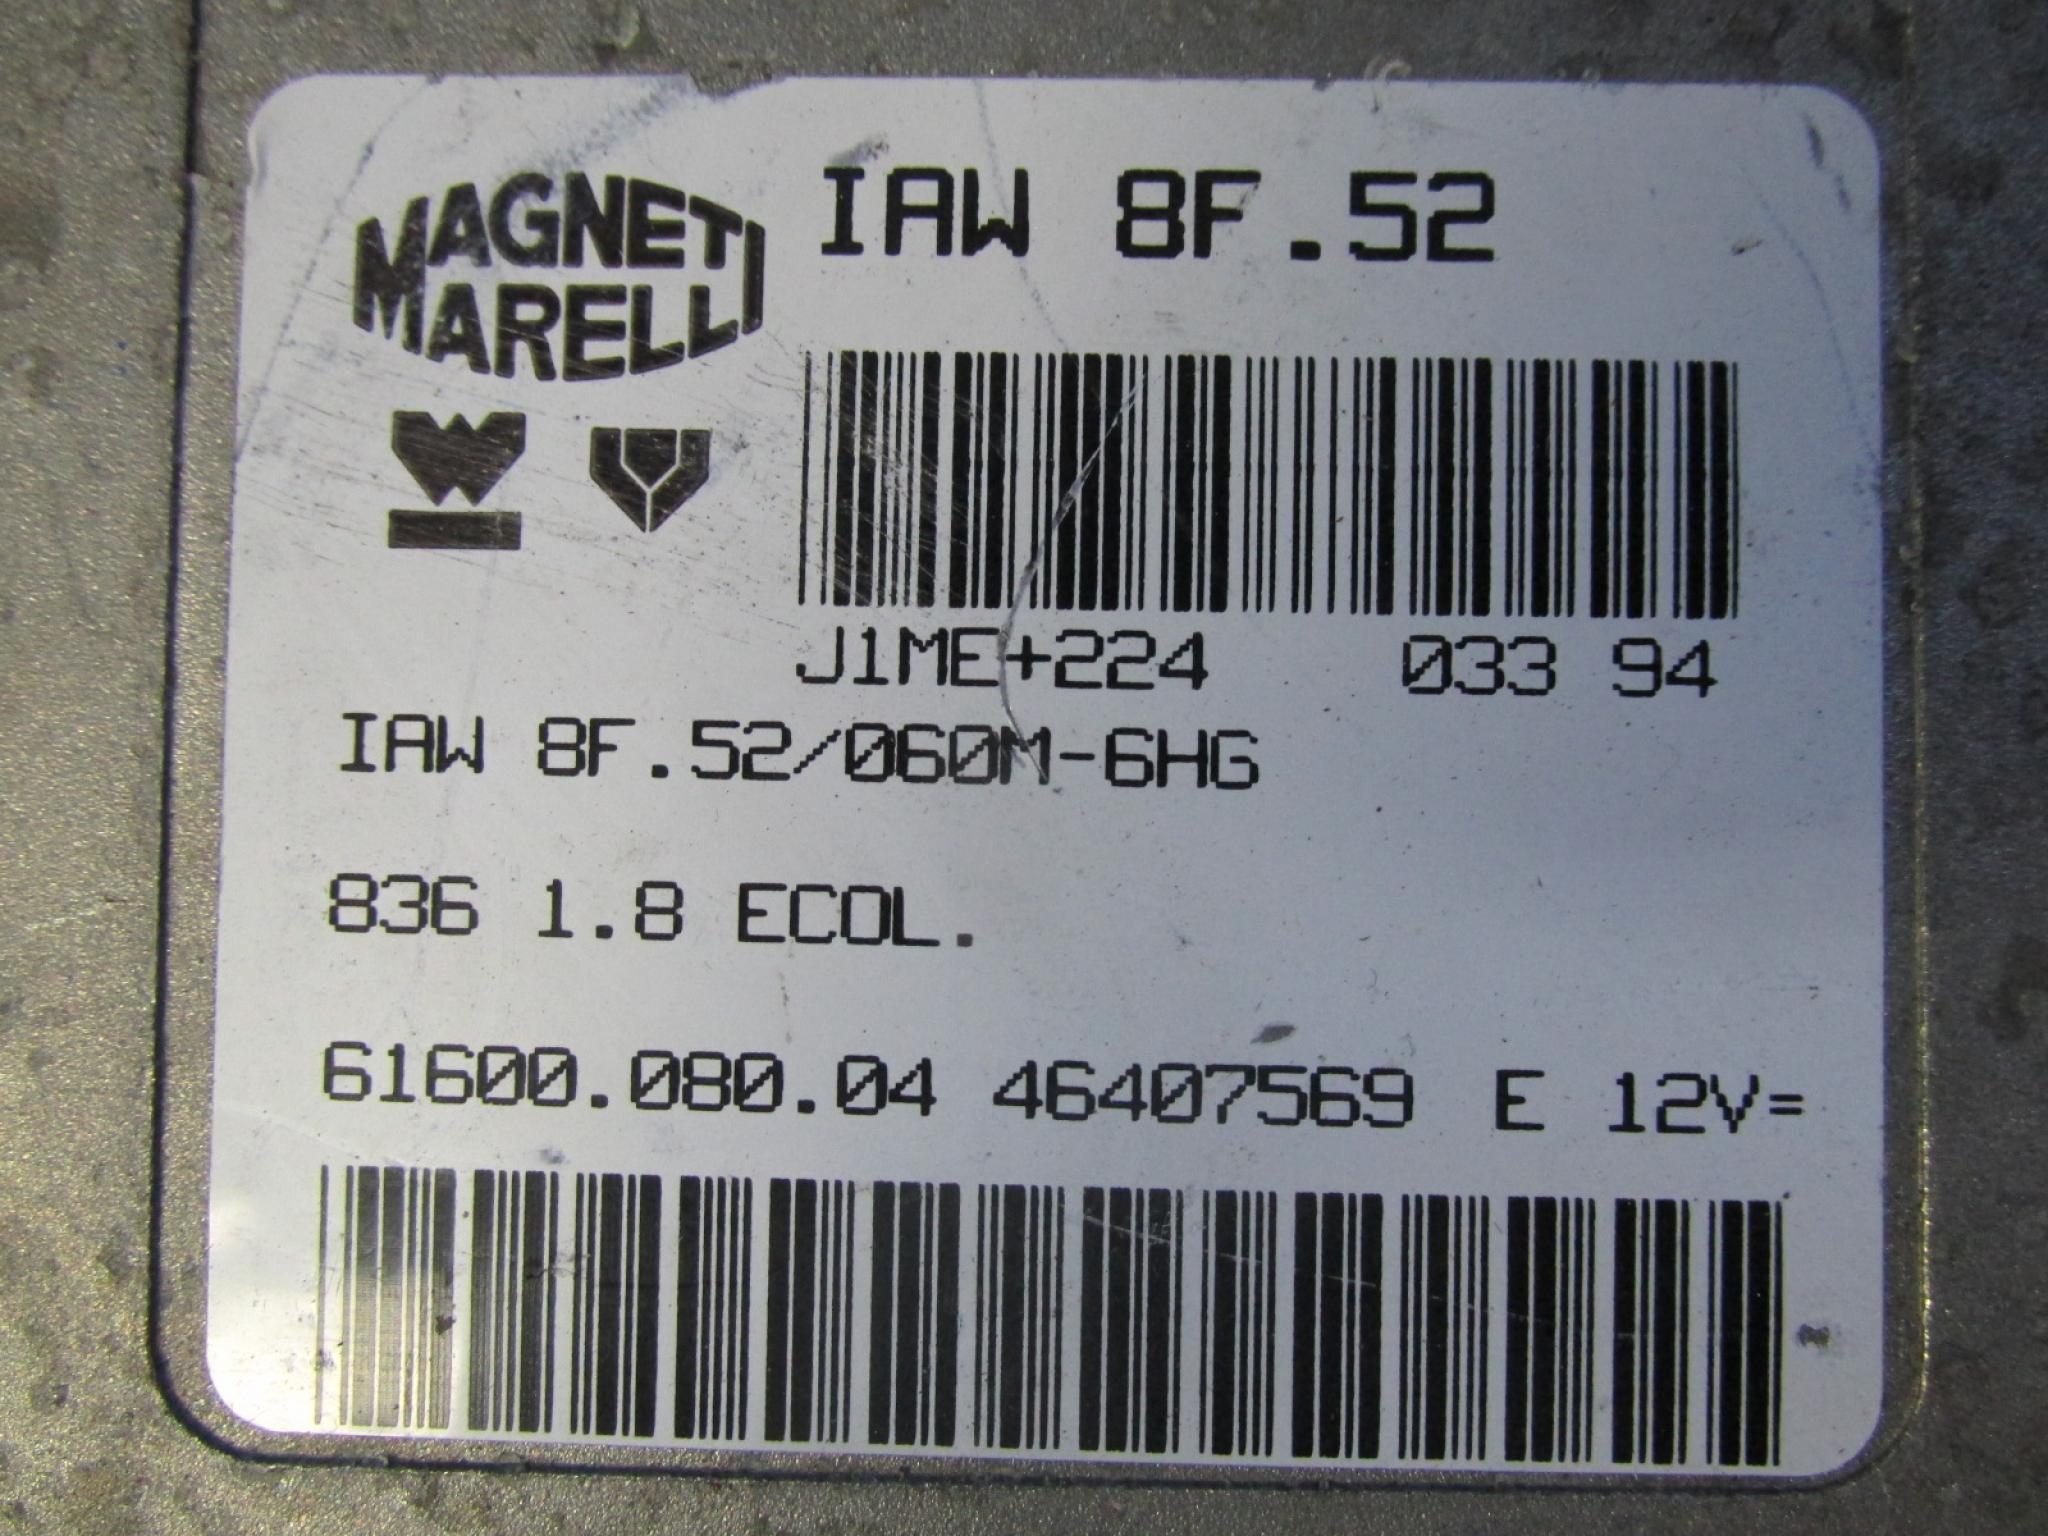 MAGNETI
MARELLI
IAW 8F.52
J1ME+224 033 94
IAW 8F.52/060M-6HG
836 1.8 ECOL.
61600.080.04 46407569 E 12V=